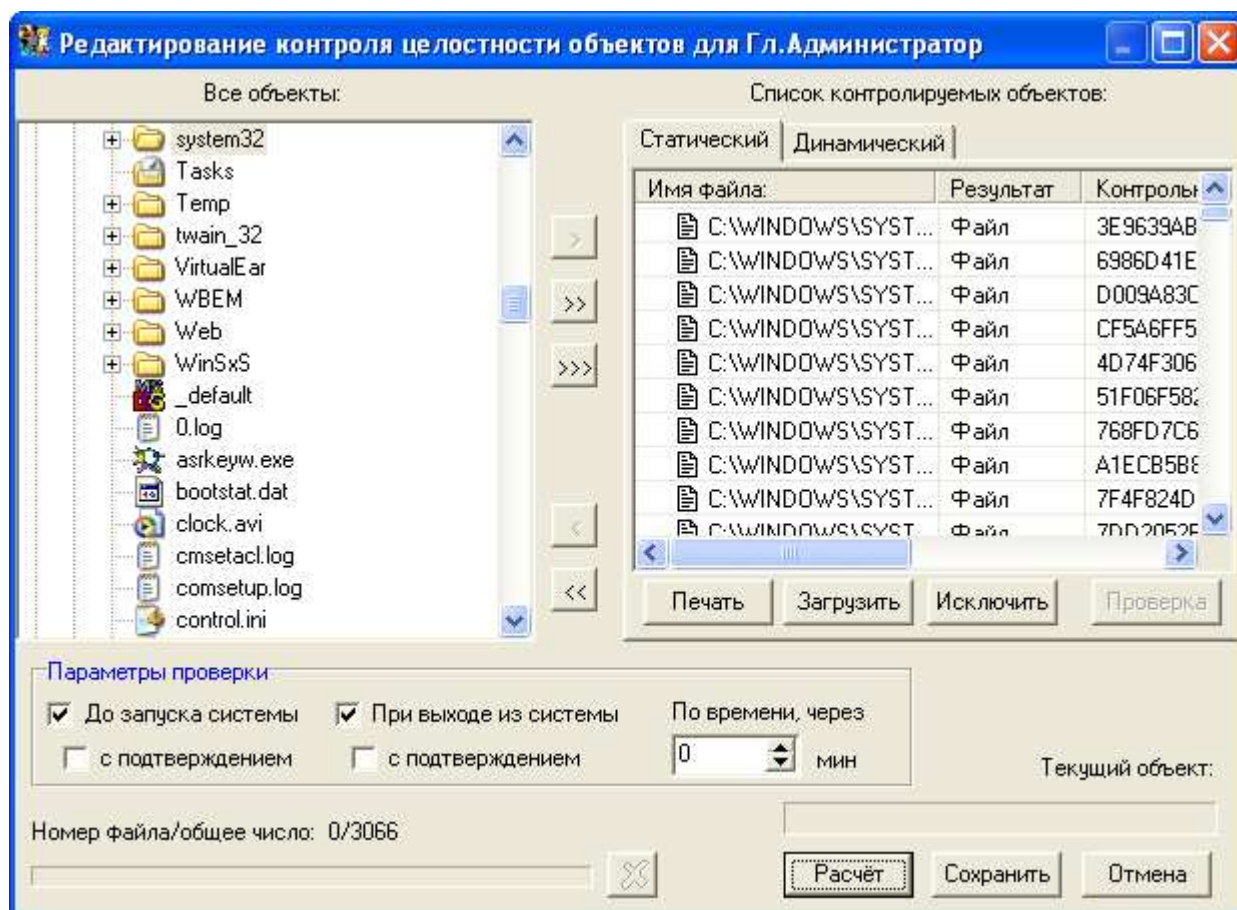 Редактирование контроля целостности объектов для Гл.Администратор
Все объекты:
system32
Tasks
Temp
twain_32
VirtualEar
WBEM
Web
WinSxS
_default
0.log
asrkeyw.exe
bootstat.dat
clock.avi
cmsetacl.log
comsetup.log
control.ini
>
>>
>>>
<
<<
Список контролируемых объектов:
Статический Динамический
Имя файла: Результат
C:\WINDOWS\SYST... Файл 3E9639AB
C:\WINDOWS\SYST... Файл 6986D41E
C:\WINDOWS\SYST... Файл
C:\WINDOWS\SYST... Файл CF5A6FF5
C:\WINDOWS\SYST... Файл 4D74F306
C:\WINDOWS\SYST... Файл
C:\WINDOWS\SYST... Файл 768FD7C6
C:\WINDOWS\SYST... Файл
C:\WINDOWS\SYST... Файл 7F4F824D
C:\WINDOWS\SYST... Файл
Печать Загрузить Исключить Проверка
Параметры проверки
До запуска системы При выходе из системы По времени, через
с подтверждением с подтверждением 0 мин
Текущий объект:
Номер файла/общее число: 0/3066
Расчёт Сохранить Отмена